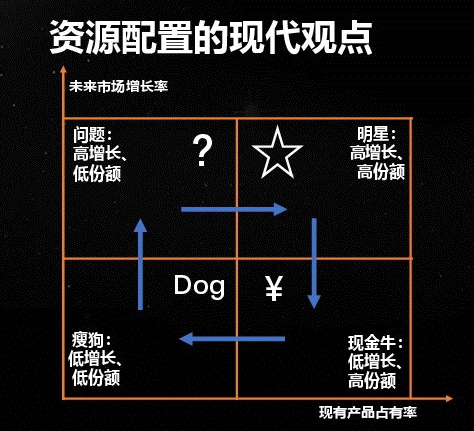 资源配置的现代观点
未来市场增长率
问题：
高增长、
低份额
?
明星：
高增长、
高份额
Dog
¥
瘦狗：
低增长、
低份额
现金牛：
低增长、
高份额
现有产品占有率